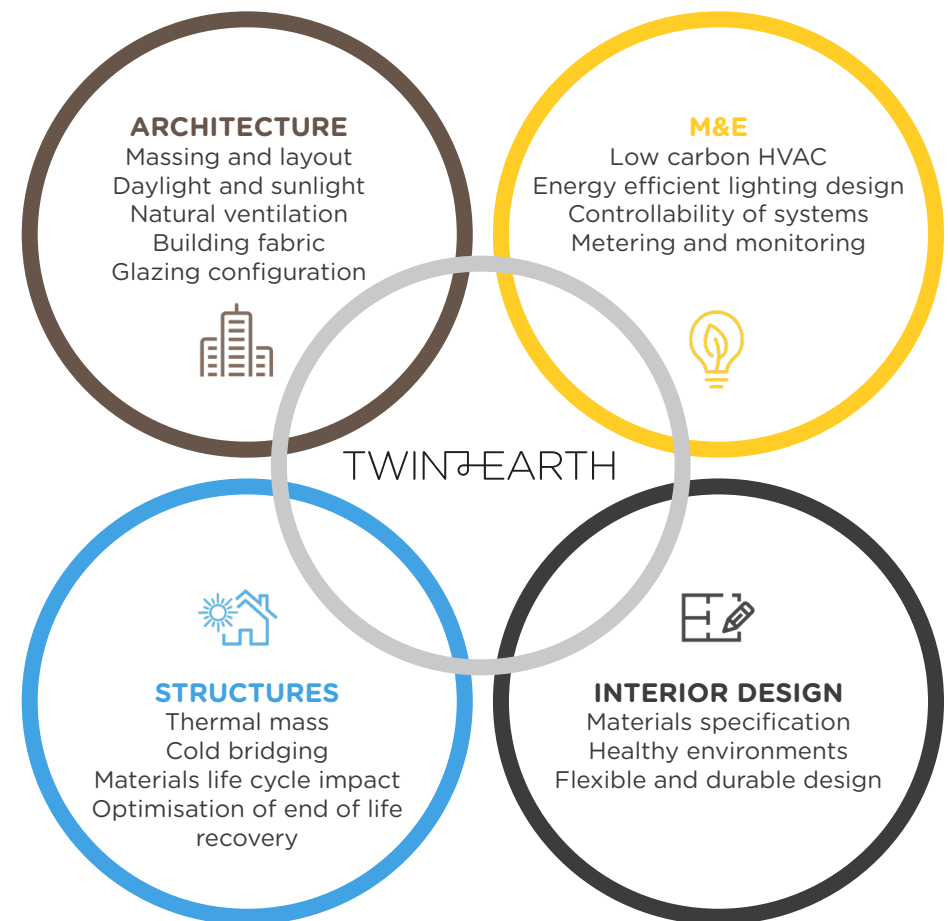 ARCHITECTURE
Massing and layout
Daylight and sunlight
Natural ventilation
Building fabric
Glazing configuration
M&E
Low carbon HVAC
Energy efficient lighting design
Controllability of systems
Metering and monitoring
TWIN EARTH
STRUCTURES
Thermal mass
Cold bridging
Materials life cycle impact
Optimisation of end of life
recovery
INTERIOR DESIGN
Materials specification
Healthy environments
Flexible and durable design